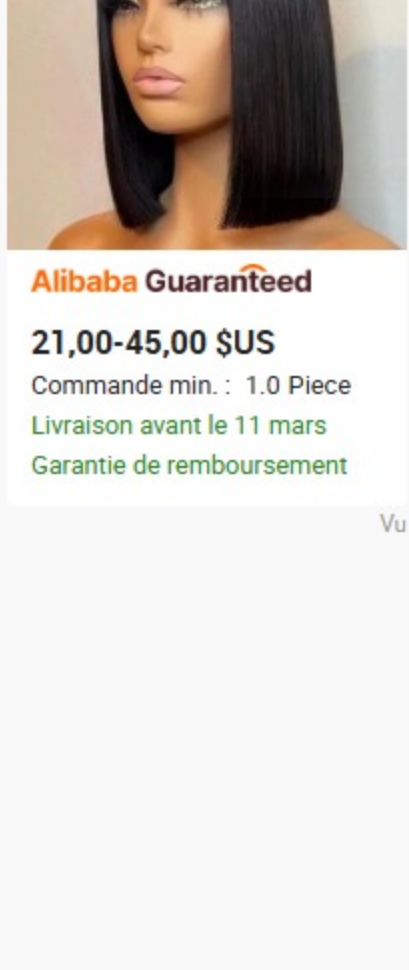 Alibaba Guaranteed
21,00-45,00 $US
Commande min. : 1.0 Piece
Livraison avant le 11 mars
Garantie de remboursement
Vu